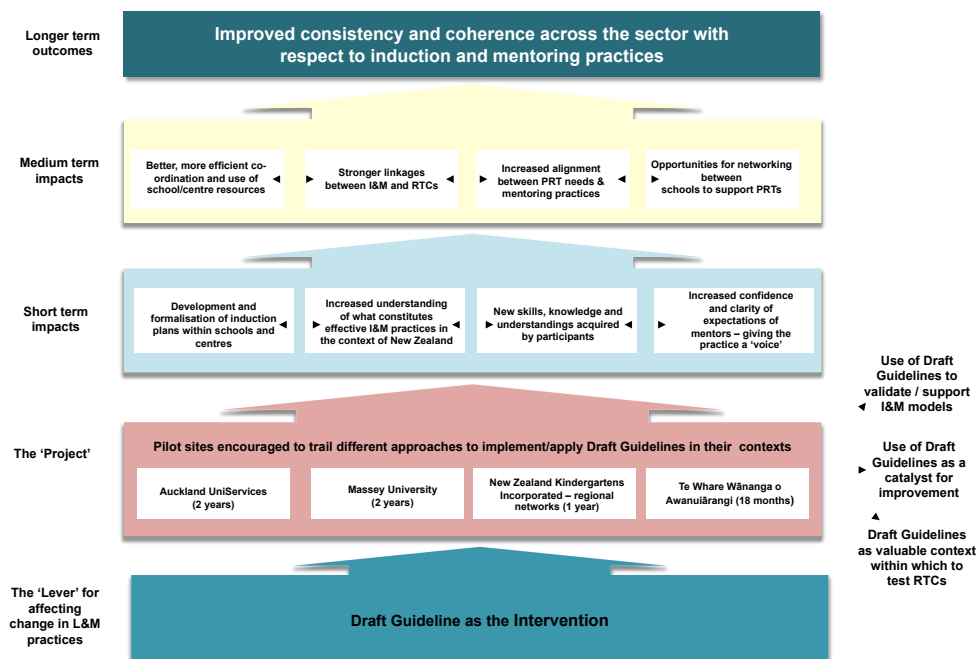 Longer term
outcomes
Improved consistency and coherence across the sector with
respect to induction and mentoring practices
Medium term
impacts
Better, more efficient co-
ordination and use of
school/centre resources
Stronger linkages
between I&M and RTCs
Increased alignment
between PRT needs &
mentoring practices
Opportunities for networking
between
schools to support PRTs
Short term
impacts
Development and
formalisation of induction
plans within schools and
centres
Increased understanding
of what constitutes
effective I&M practices in
the context of New Zealand
New skills, knowledge and
understandings acquired
by participants
Increased confidence
and clarity of
expectations of
mentors – giving the
practice a ‘voice’
The ‘Project’
Pilot sites encouraged to trail different approaches to implement/apply Draft Guidelines in their contexts
Auckland UniServices
(2 years)
Massey University
(2 years)
New Zealand Kindergartens
Incorporated – regional
networks (1 year)
Te Whare Wānanga o
Awanuiārangi (18 months)
Use of Draft
Guidelines to
validate / support
I&M models
Use of Draft
Guidelines as a
catalyst for
improvement
Draft Guidelines
as valuable context
within which to
test RTCs
The ‘Lever’ for
affecting
change in L&M
practices
Draft Guideline as the Intervention